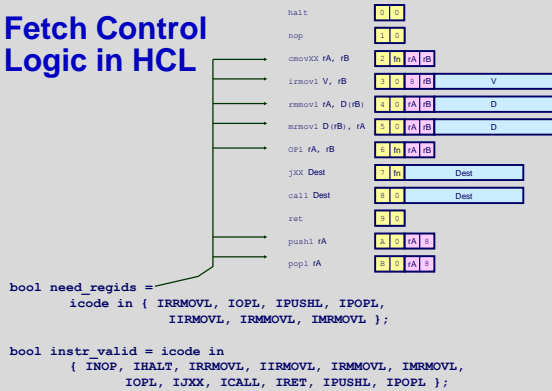 Fetch Control
Logic in HCL
halt 0 0
nop 1 0
cmovXX rA, rB 2 fn rA rB
irmovl V, rB 3 0 8 rB V
rmmovl rA, D(rB) 4 0 rA rB D
mrmovl D(rB), rA 5 0 rA rB D
OPl rA, rB 6 fn rA rB
jXX Dest 7 fn Dest
call Dest 8 0 Dest
ret 9 0
pushl rA A 0 rA 8
popl rA B 0 rA 8
bool need_regids =
icode in { IRRMOVL, IOPL, IPUSHL, IPOPL,
IIRMOVL, IRMMOVL, IMRMOVL };
bool instr_valid = icode in
{ INOP, IHALT, IRRMOVL, IIRMOVL, IRMMOVL, IMRMOVL,
IOPL, IJXX, ICALL, IRET, IPUSHL, IPOPL };